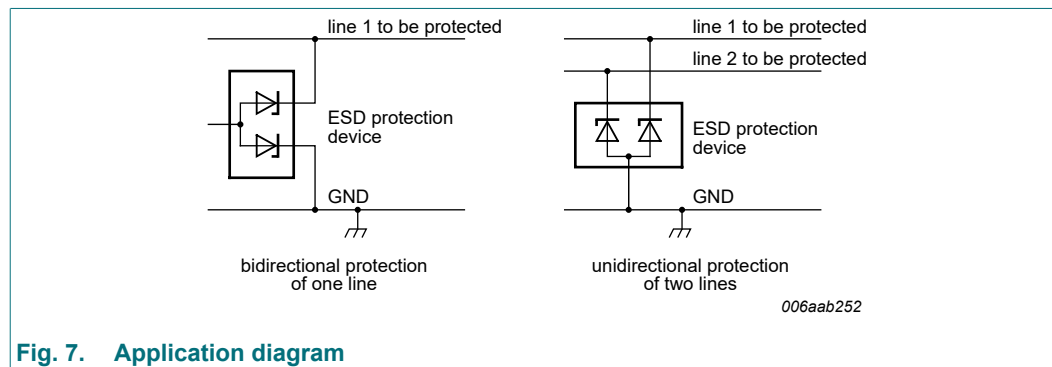 line 1 to be protected
ESD protection
device
GND
bidirectional protection
of one line
line 1 to be protected
line 2 to be protected
ESD protection
device
GND
unidirectional protection
of two lines
006aab252
Fig. 7. Application diagram